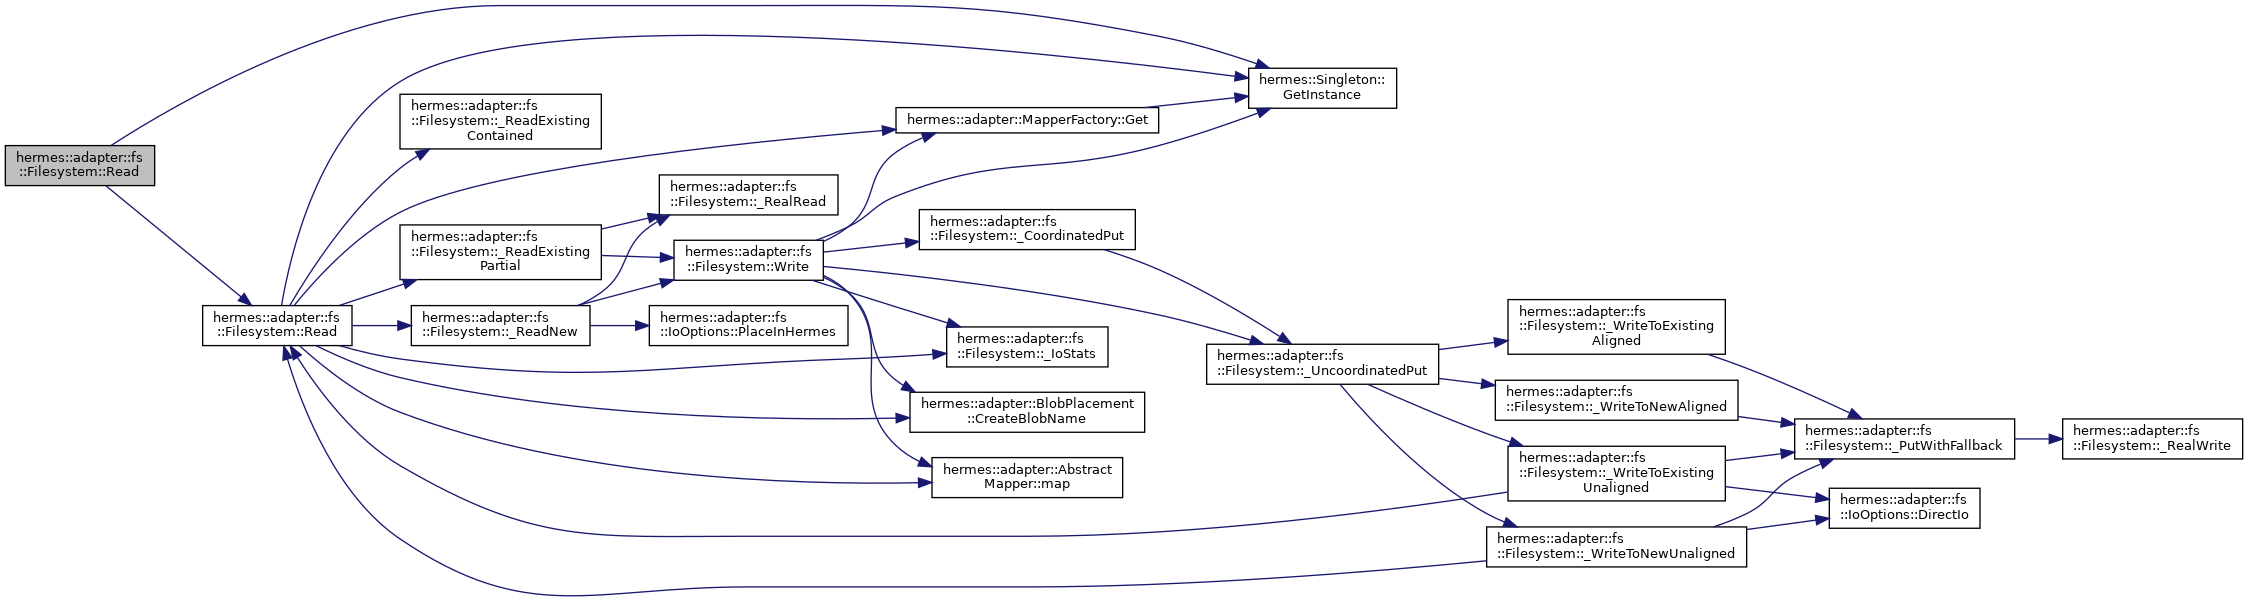 hermes::adapter::fs
::Filesystem::Read
hermes::adapter::fs
::Filesystem::Read
hermes::adapter::fs
::Filesystem::_ReadExisting
Contained
hermes::adapter::fs
::Filesystem::_ReadExisting
Partial
hermes::adapter::fs
::Filesystem::_ReadNew
hermes::adapter::fs
::Filesystem::_RealRead
hermes::adapter::fs
::Filesystem::Write
hermes::adapter::fs
::IoOptions::PlaceInHermes
hermes::adapter::MapperFactory::Get
hermes::adapter::fs
::Filesystem::_CoordinatedPut
hermes::adapter::fs
::Filesystem::_IoStats
hermes::adapter::BlobPlacement
::CreateBlobName
hermes::adapter::Abstract
Mapper::map
hermes::Singleton::
GetInstance
hermes::adapter::fs
::Filesystem::_UncoordinatedPut
hermes::adapter::fs
::Filesystem::_WriteToExisting
Aligned
hermes::adapter::fs
::Filesystem::_WriteToNewAligned
hermes::adapter::fs
::Filesystem::_WriteToExisting
Unaligned
hermes::adapter::fs
::Filesystem::_WriteToNewUnaligned
hermes::adapter::fs
::Filesystem::_PutWithFallback
hermes::adapter::fs
::IoOptions::DirectIo
hermes::adapter::fs
::Filesystem::_RealWrite